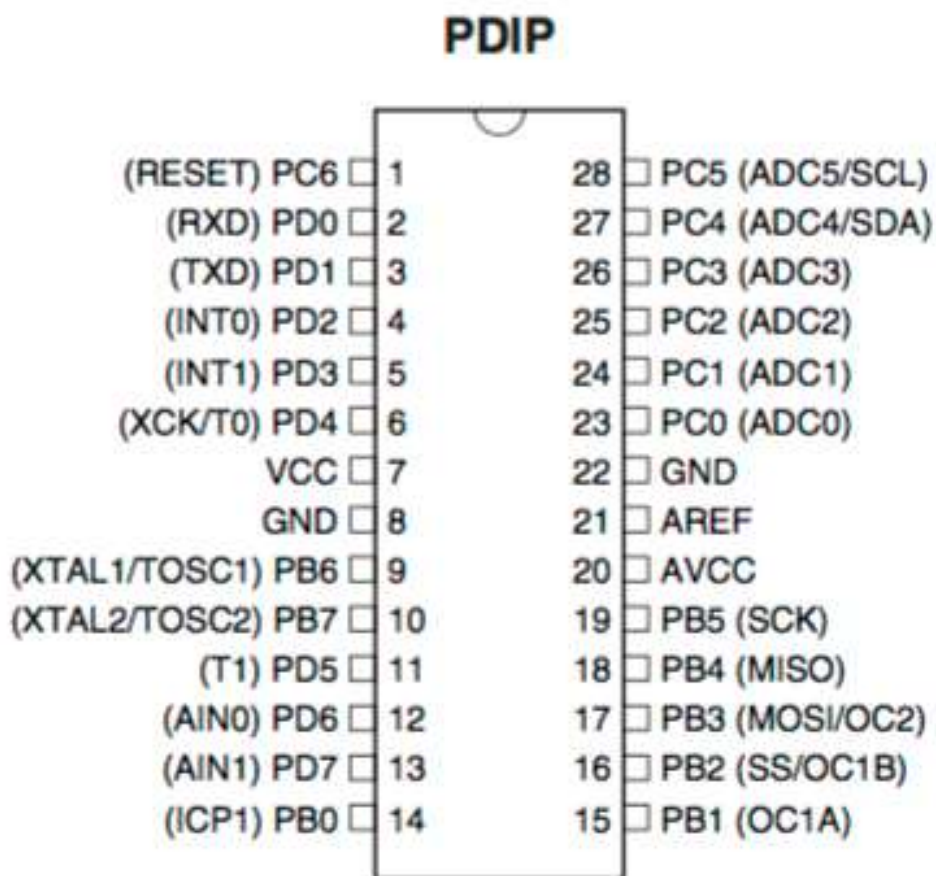 PDIP
(RESET) PC6 1 28 PC5 (ADC5/SCL)
(RXD) PD0 2 27 PC4 (ADC4/SDA)
(TXD) PD1 3 26 PC3 (ADC3)
(INT0) PD2 4 25 PC2 (ADC2)
(INT1) PD3 5 24 PC1 (ADC1)
(XCK/T0) PD4 6 23 PC0 (ADC0)
VCC 7 22 GND
GND 8 21 AREF
(XTAL1/TOSC1) PB6 9 20 AVCC
(XTAL2/TOSC2) PB7 10 19 PB5 (SCK)
(T1) PD5 11 18 PB4 (MISO)
(AIN0) PD6 12 17 PB3 (MOSI/OC2)
(AIN1) PD7 13 16 PB2 (SS/OC1B)
(ICP1) PB0 14 15 PB1 (OC1A)